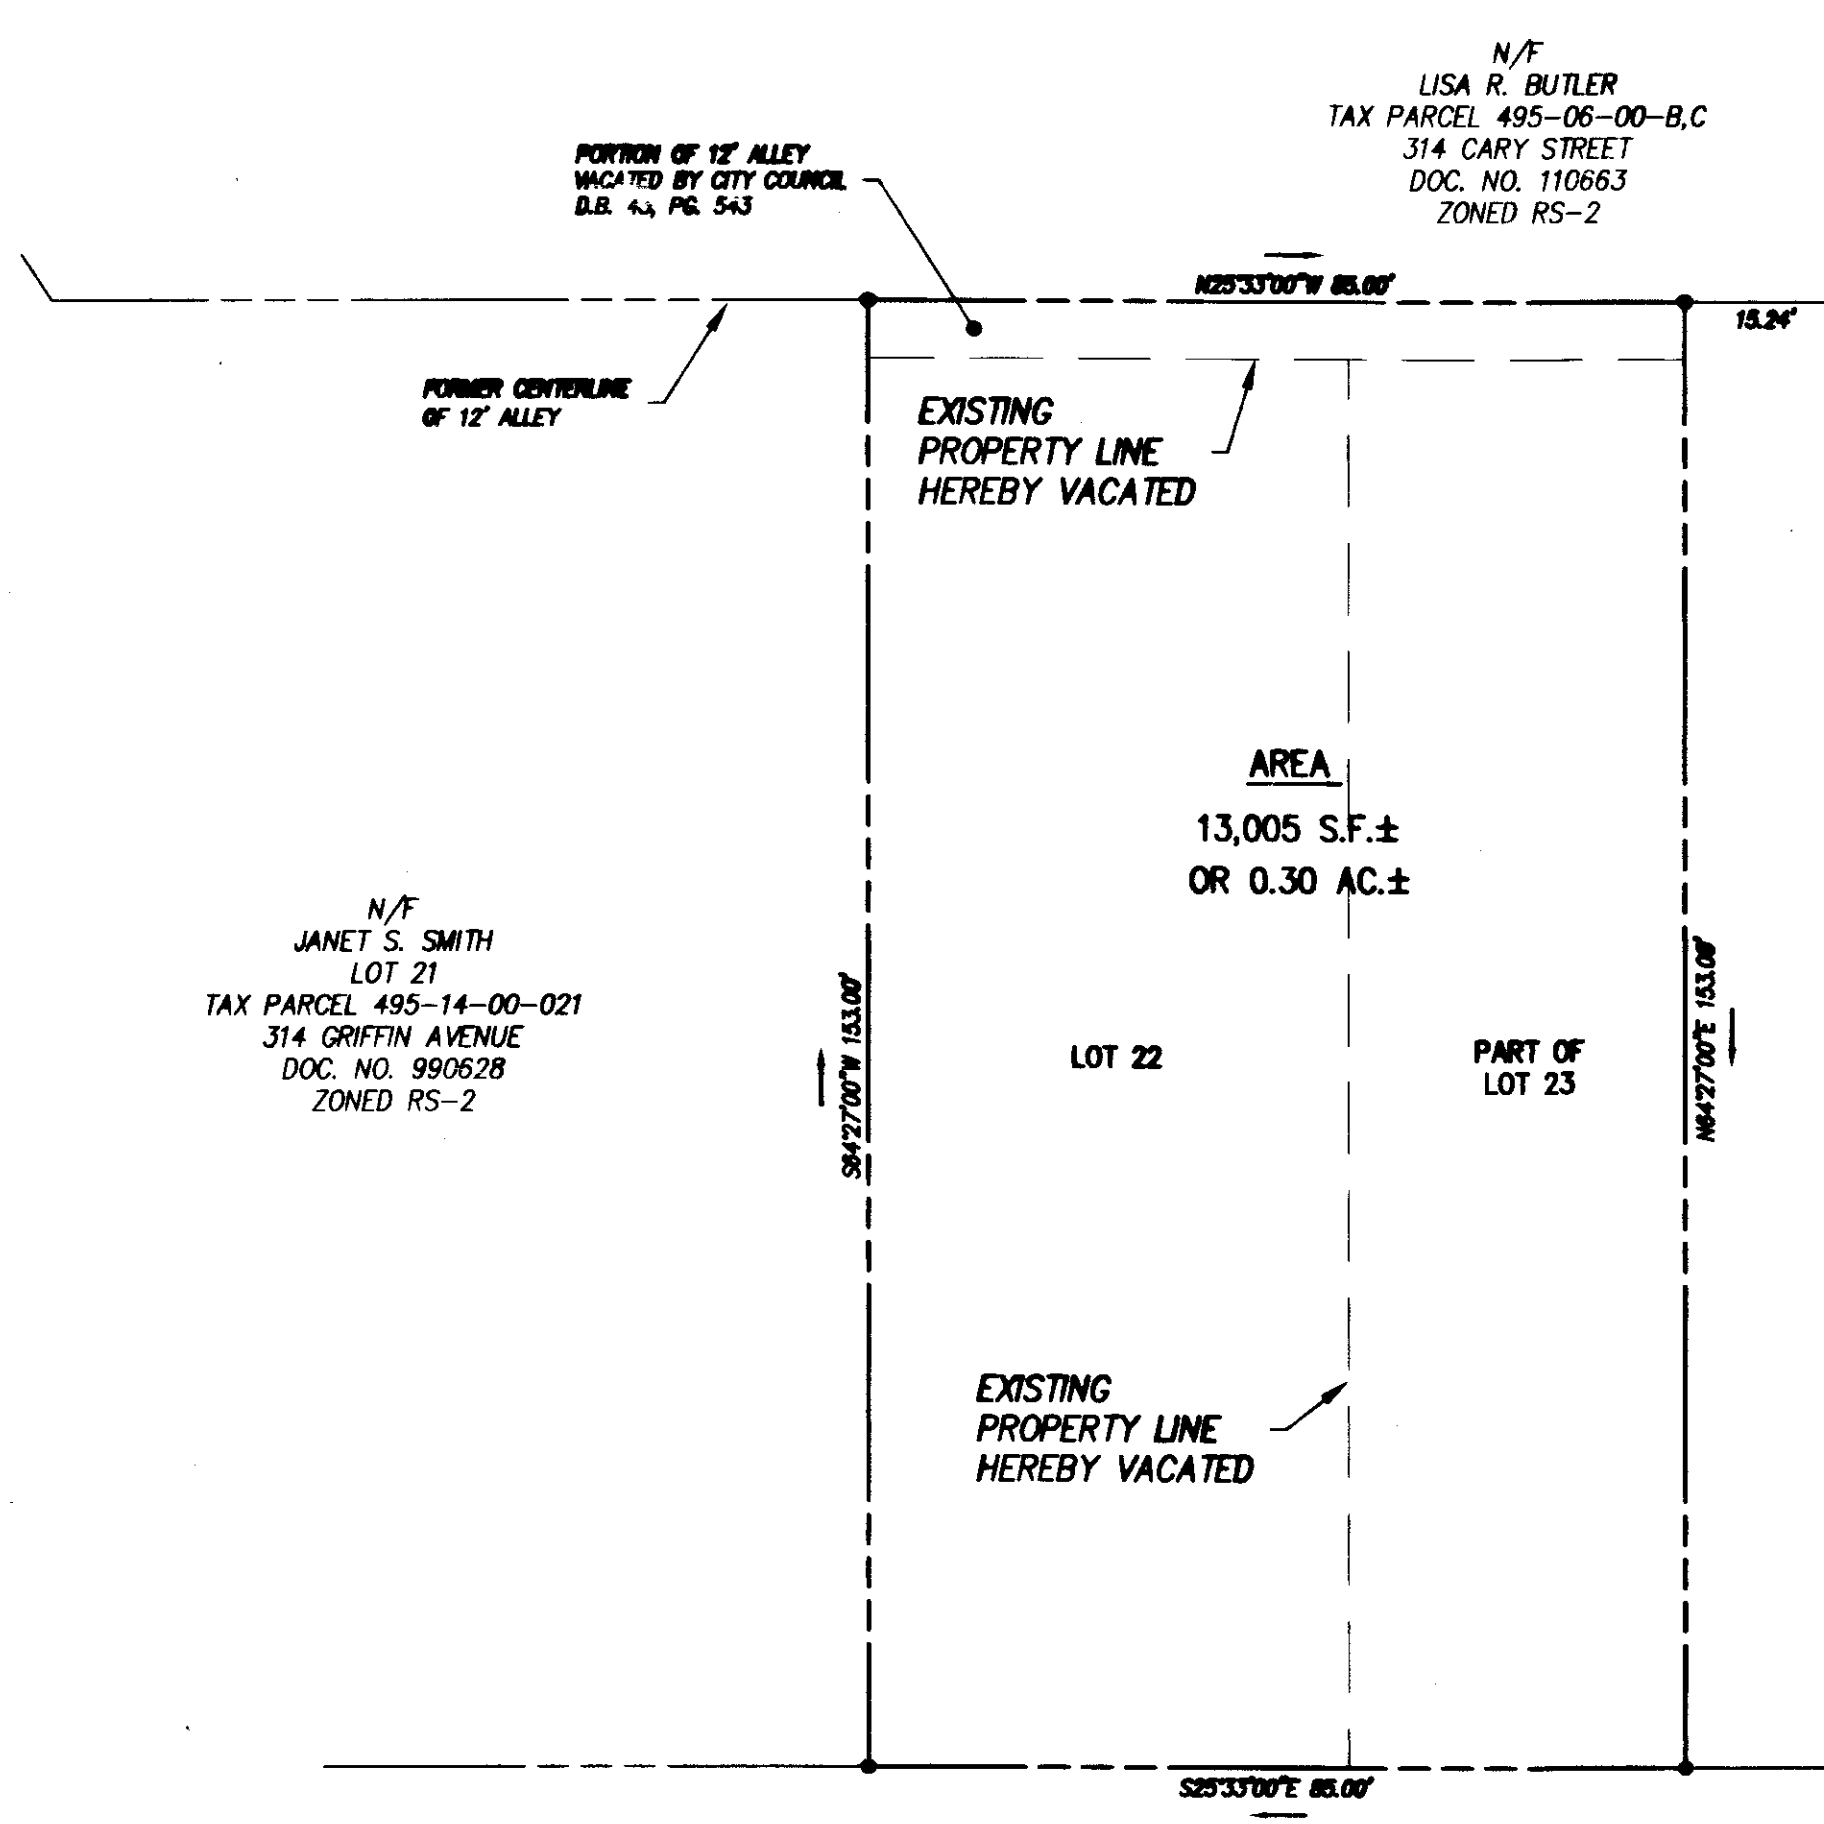 N/F
LISA R. BUTLER
TAX PARCEL 495-06-00-B,C
314 CARY STREET
DOC. NO. 110663
ZONED RS-2
PORTION OF 12' ALLEY
VACATED BY CITY COUNCIL
D.B. 43, PG. 543
N25°33'00"W 85.00'
15.24'
FORMER CENTERLINE
OF 12' ALLEY
EXISTING
PROPERTY LINE
HEREBY VACATED
AREA
13,005 S.F.±
OR 0.30 AC.±
N/F
JANET S. SMITH
LOT 21
TAX PARCEL 495-14-00-021
314 GRIFFIN AVENUE
DOC. NO. 990628
ZONED RS-2
S64°27'00"W 153.00'
LOT 22
PART OF
LOT 23
N64°27'00"E 153.00'
EXISTING
PROPERTY LINE
HEREBY VACATED
S25°33'00"E 85.00'